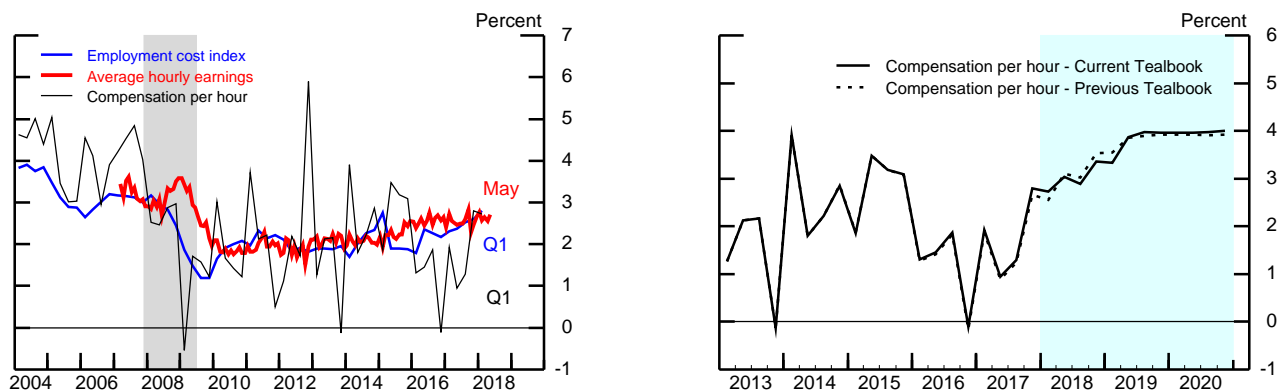 Percent
7
6
5
4
3
2
1
0
-1
Employment cost index
Average hourly earnings
Compensation per hour
May
Q1
Q1
2004 2006 2008 2010 2012 2014 2016 2018
Percent
6
5
4
3
2
1
0
-1
Compensation per hour - Current Tealbook
Compensation per hour - Previous Tealbook
2013 2014 2015 2016 2017 2018 2019 2020